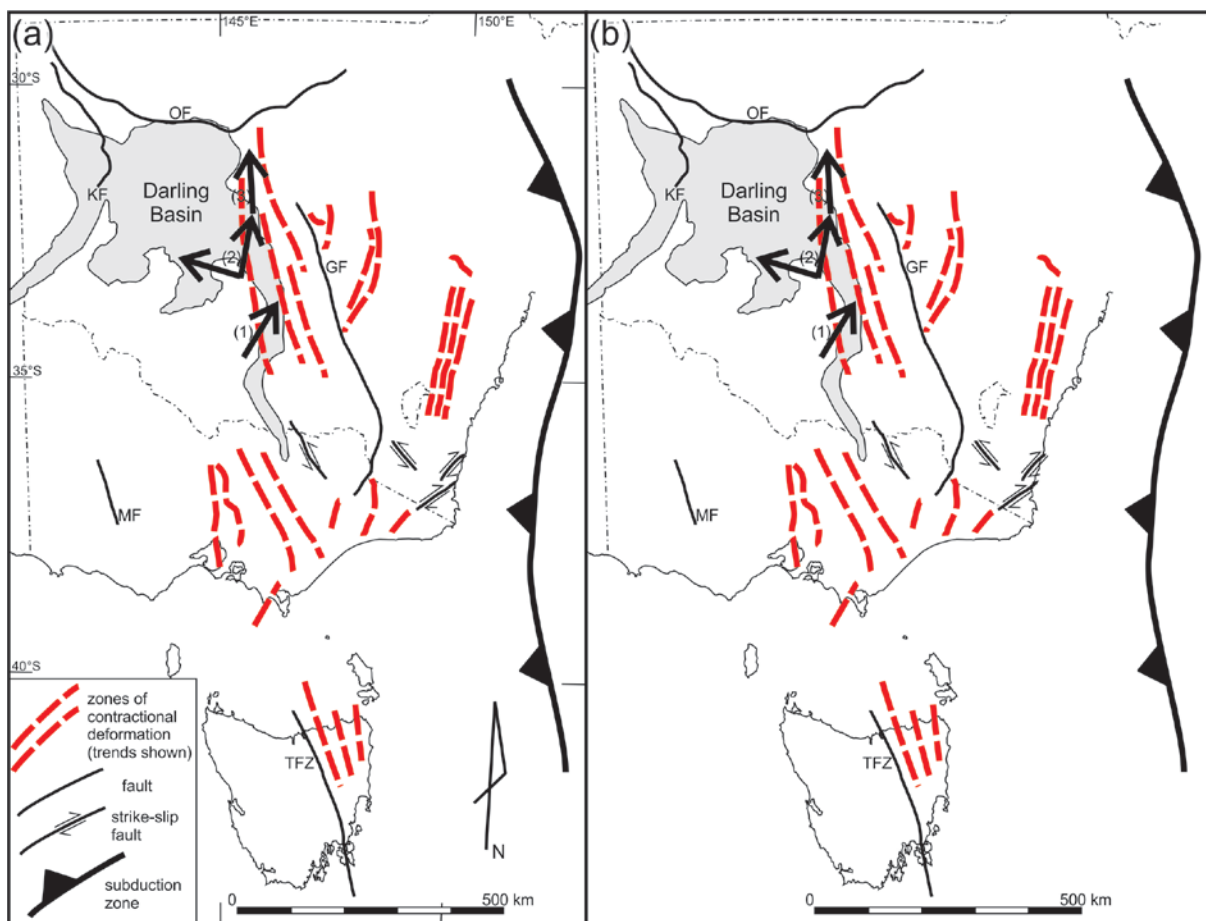 (a)
145°E
150°E
30°S
OF
KF
Darling
Basin
(3)
(2)
GF
(1)
35°S
MF
40°S
zones of
contractional
deformation
(trends shown)
fault
strike-slip
fault
subduction
zone
TFZ
N
0
500 km
(b)
OF
KF
Darling
Basin
(3)
(2)
GF
(1)
MF
TFZ
0
500 km